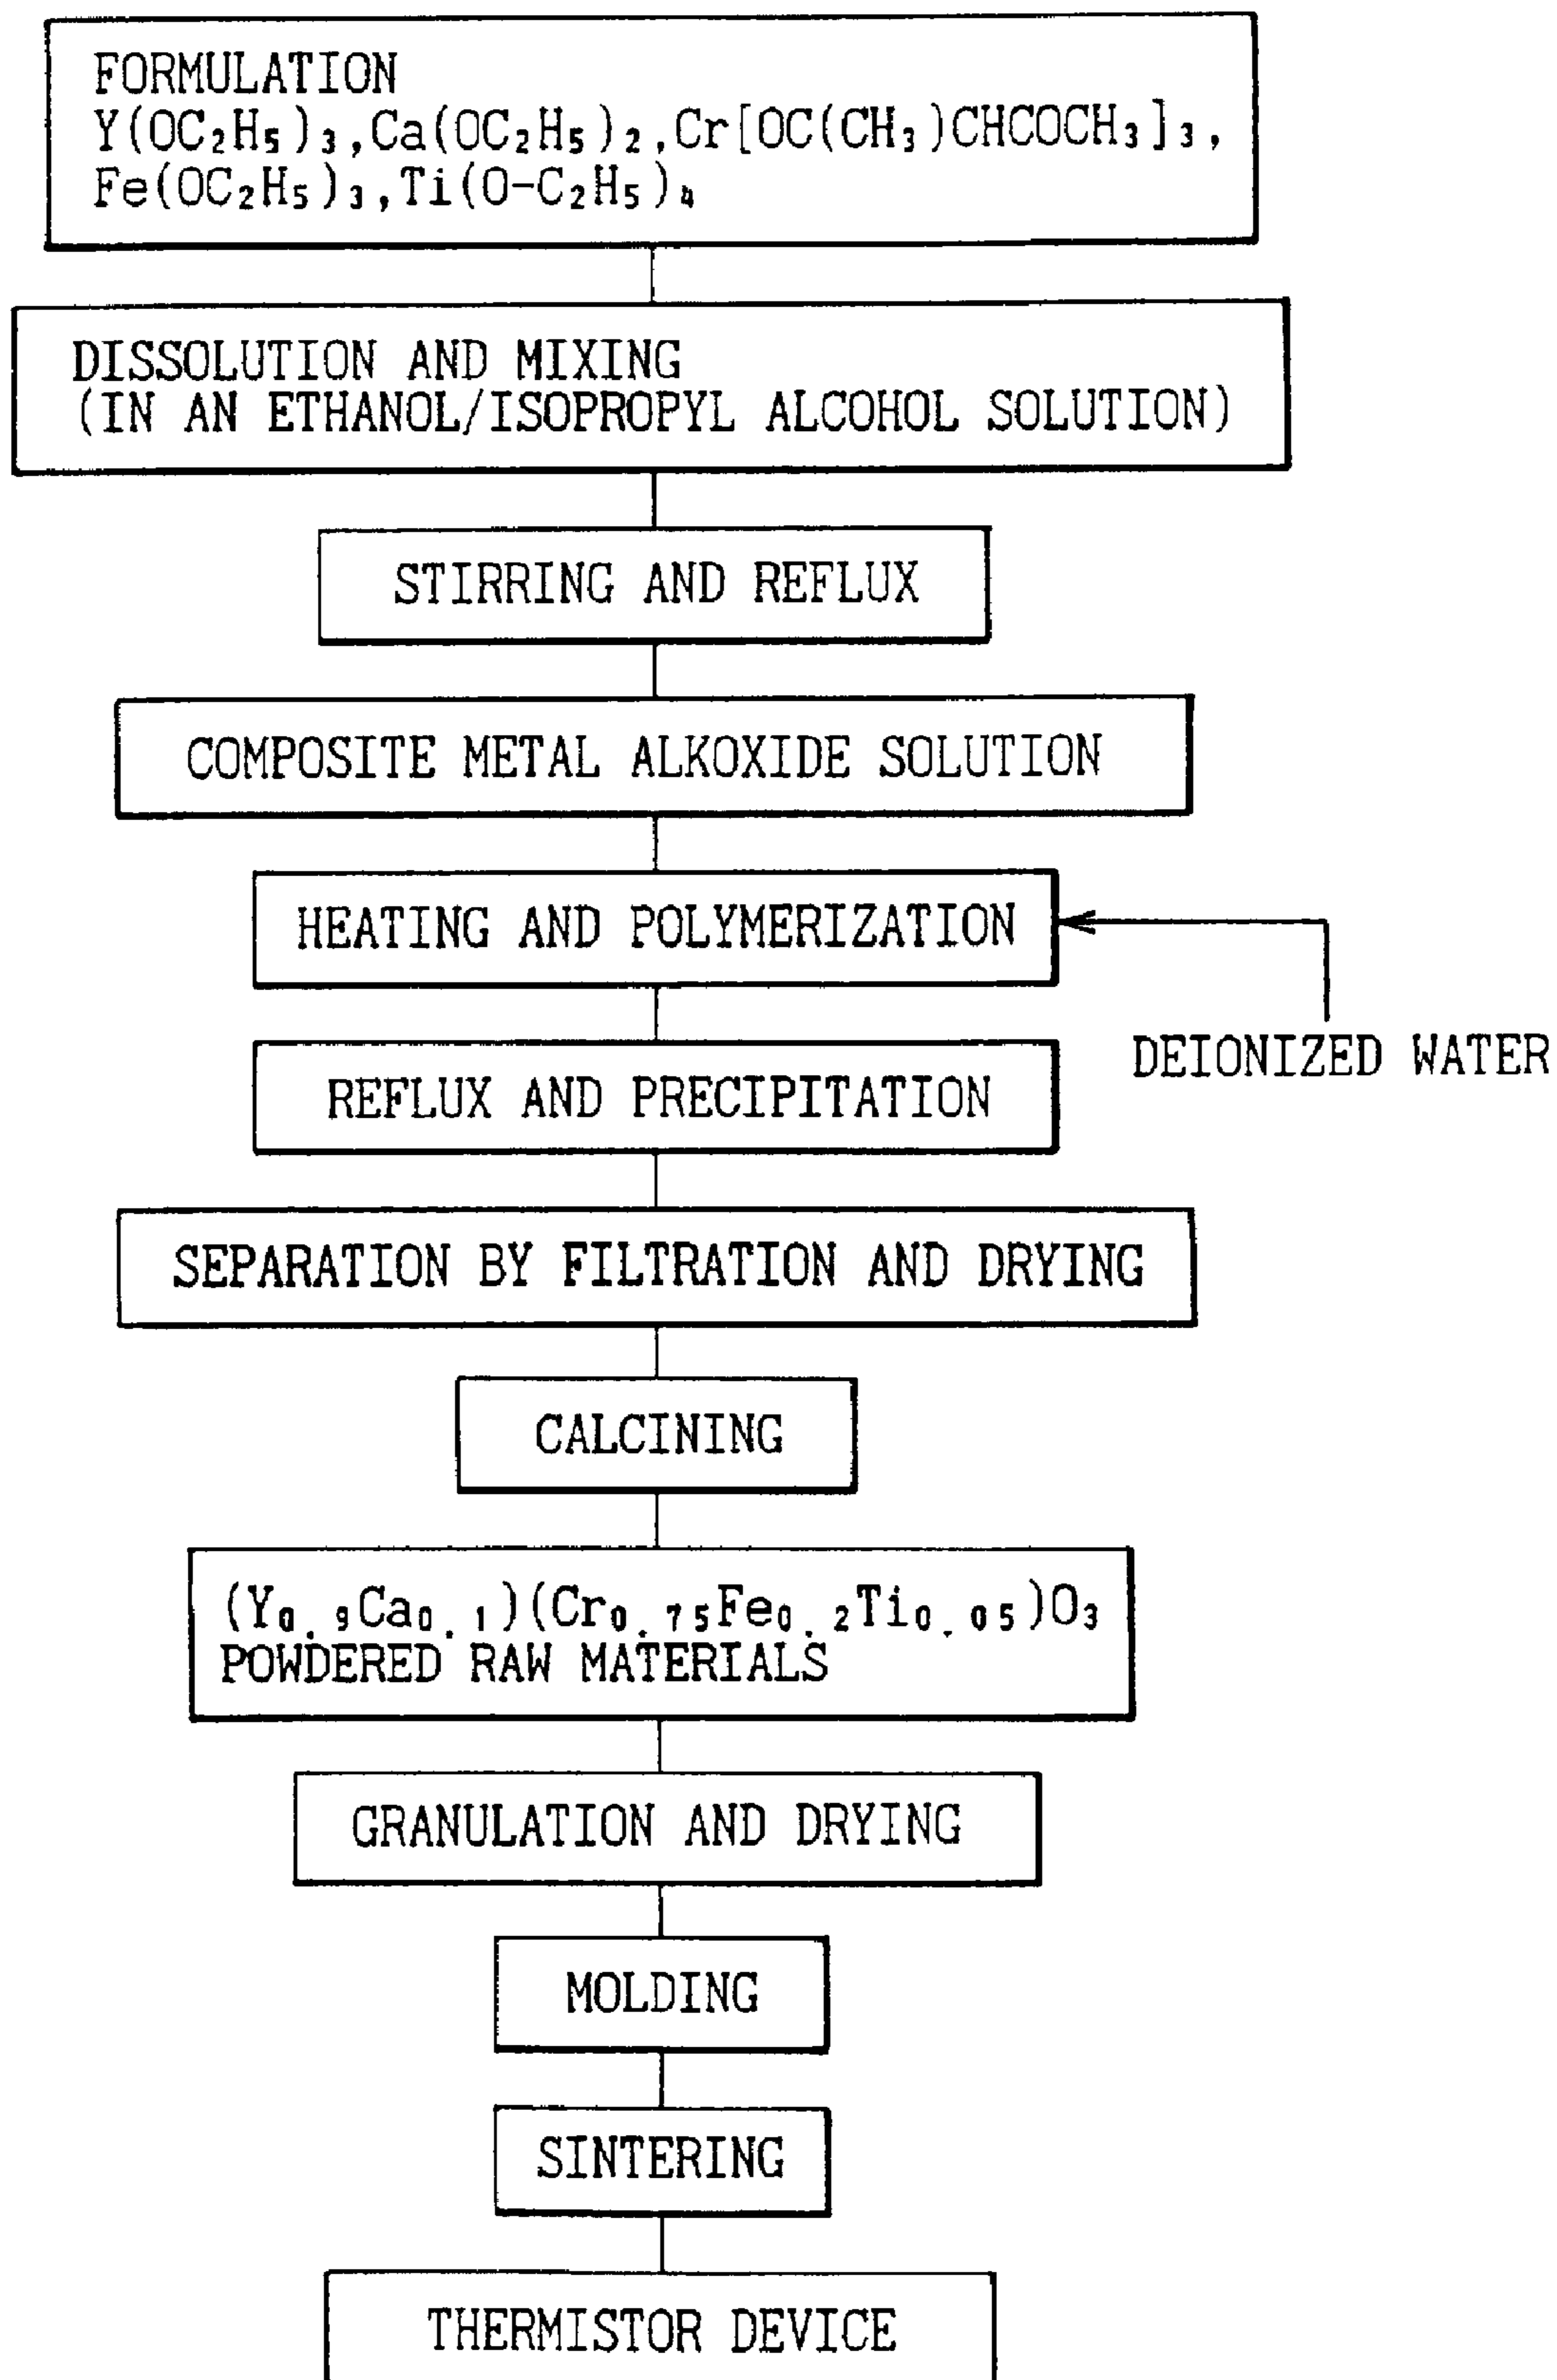 FORMULATION
Y(OC₂H₅)₃,Ca(OC₂H₅)₂,Cr[OC(CH₃)CHCOCH₃]₃,
Fe(OC₂H₅)₃,Ti(O-C₂H₅)₄
DISSOLUTION AND MIXING
(IN AN ETHANOL/ISOPROPYL ALCOHOL SOLUTION)
STIRRING AND REFLUX
COMPOSITE METAL ALKOXIDE SOLUTION
HEATING AND POLYMERIZATION
DEIONIZED WATER
REFLUX AND PRECIPITATION
SEPARATION BY FILTRATION AND DRYING
CALCINING
(Y₀.₉Ca₀.₁)(Cr₀.₇₅Fe₀.₂Ti₀.₀₅)O₃
POWDERED RAW MATERIALS
GRANULATION AND DRYING
MOLDING
SINTERING
THERMISTOR DEVICE